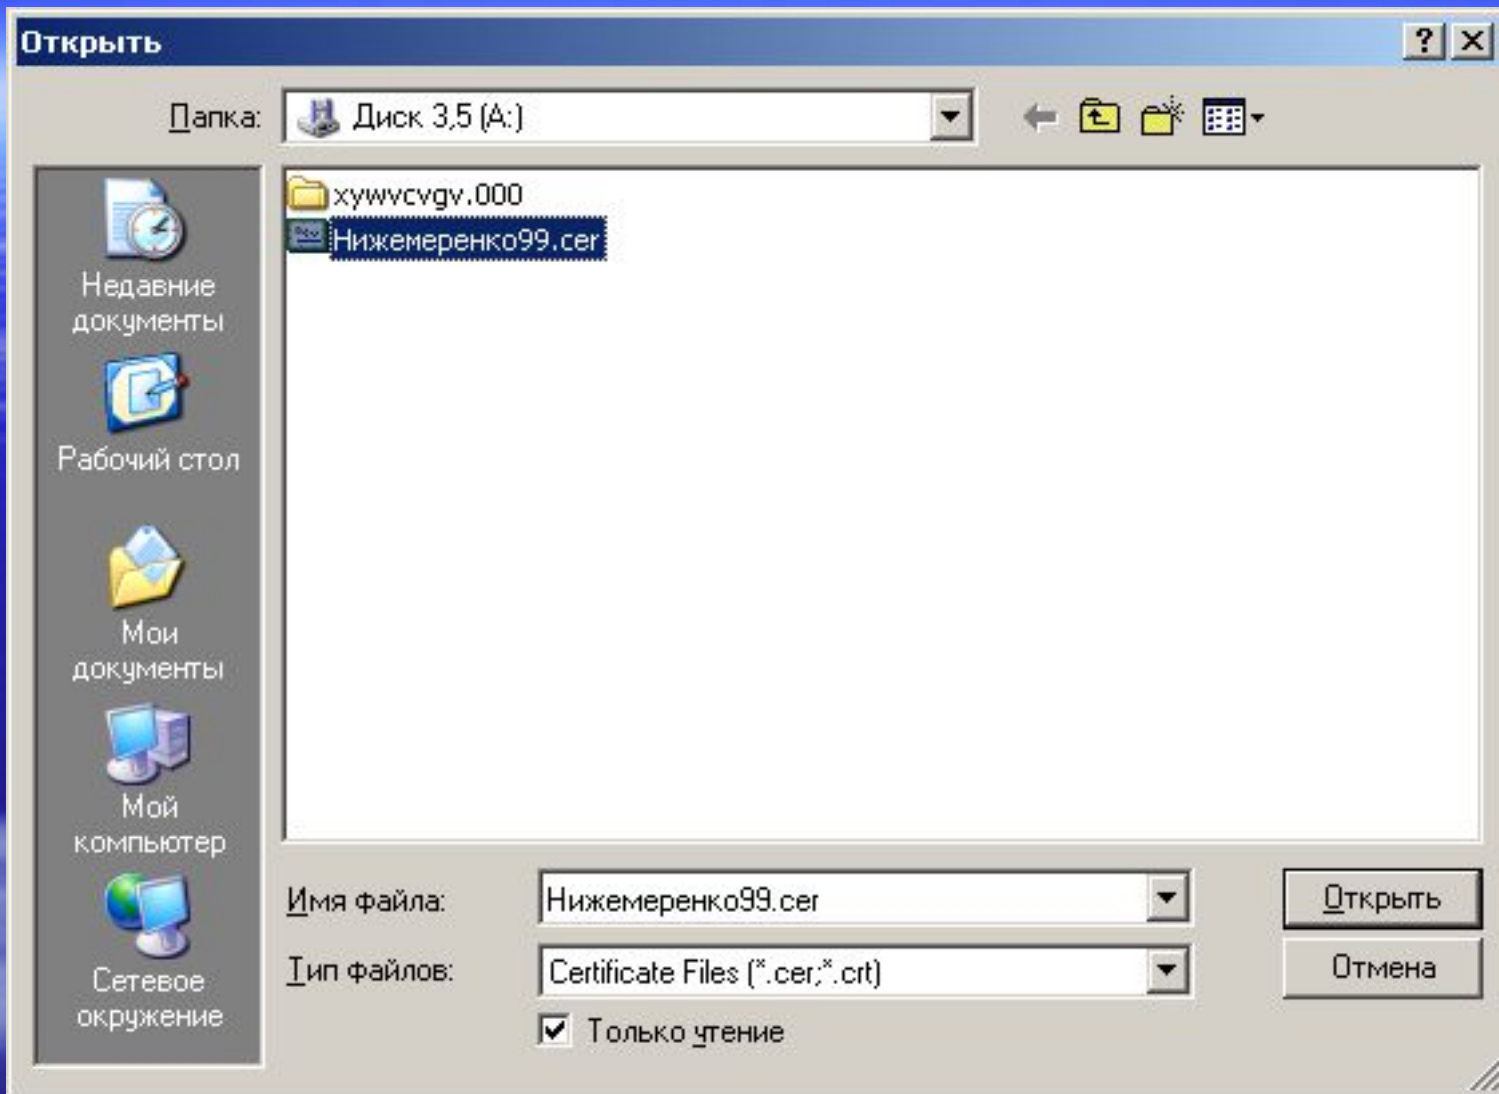 Открыть
Папка:
Диск 3,5 (A:)
xywvcvgv.000
Нижемеренко99.cer
Недавние
документы
Рабочий стол
Мои
документы
Мой
компьютер
Сетевое
окружение
Имя файла:
Нижемеренко99.cer
Открыть
Тип файлов:
Certificate Files (*.cer;*.crt)
Отмена
Только чтение